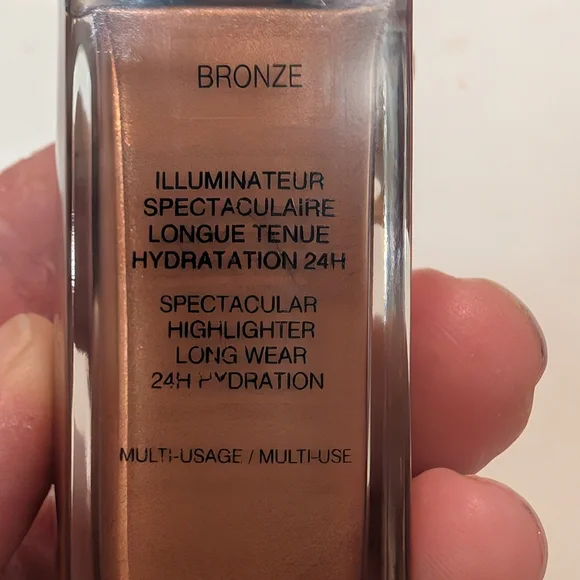 BRONZE
ILLUMINATEUR
SPECTACULAIRE
LONGUE TENUE
HYDRATATION 24H
SPECTACULAR
HIGHLIGHTER
LONG WEAR
24H HYDRATION
MULTI-USAGE / MULTI-USE